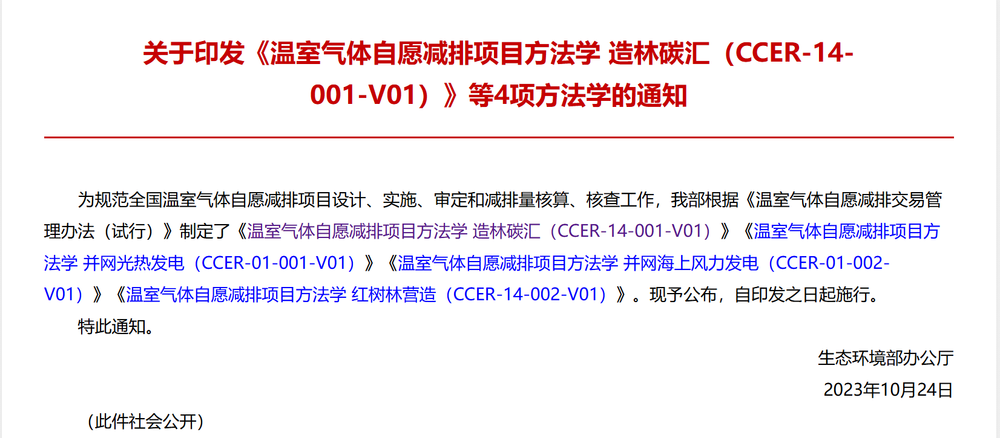 关于印发《温室气体自愿减排项目方法学 造林碳汇（CCER-14-
001-V01）》等4项方法学的通知
为规范全国温室气体自愿减排项目设计、实施、审定和减排量核算、核查工作，我部根据《温室气体自愿减排交易管
理办法（试行）》制定了《温室气体自愿减排项目方法学 造林碳汇（CCER-14-001-V01）》《温室气体自愿减排项目方
法学 并网光热发电（CCER-01-001-V01）》《温室气体自愿减排项目方法学 并网海上风力发电（CCER-01-002-
V01）》《温室气体自愿减排项目方法学 红树林营造（CCER-14-002-V01）》。现予公布，自印发之日起施行。
特此通知。
生态环境部办公厅
2023年10月24日
（此件社会公开）